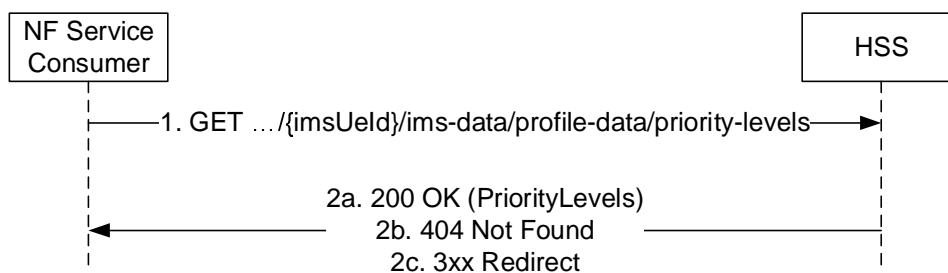 NF Service
Consumer
HSS
1. GET …/{imsUeId}/ims-data/profile-data/priority-levels
2a. 200 OK (PriorityLevels)
2b. 404 Not Found
2c. 3xx Redirect